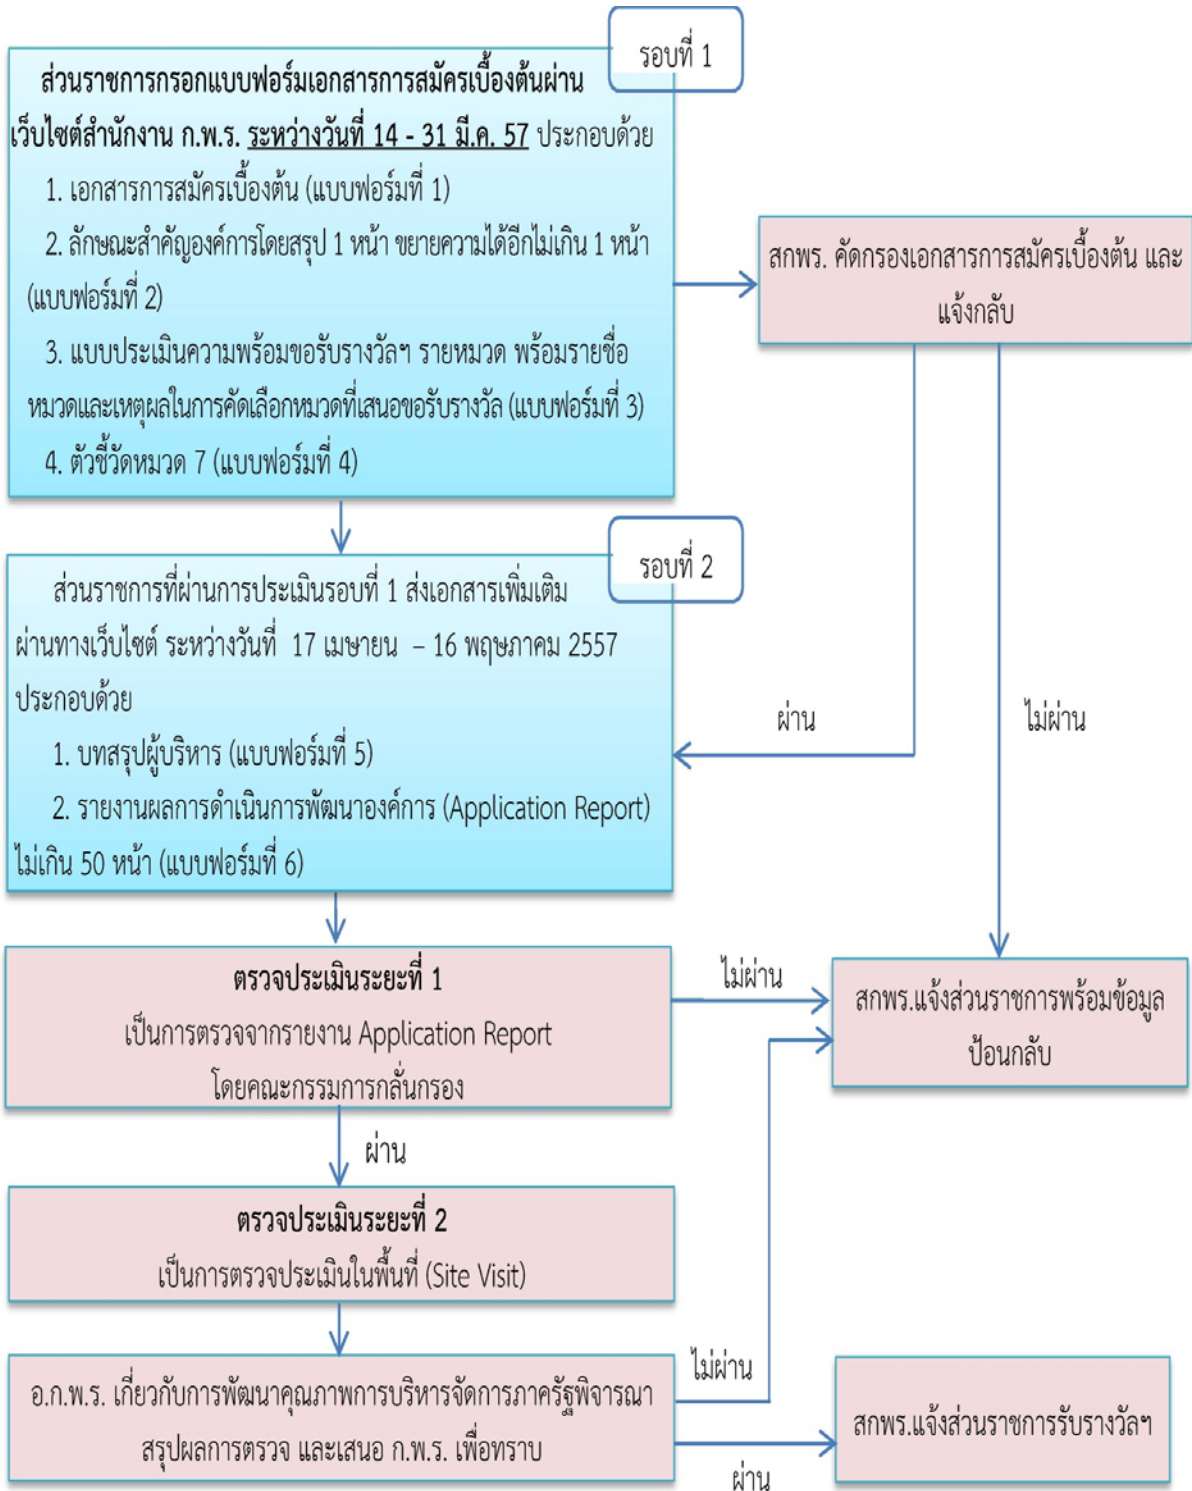 รอบที่ 1
ส่วนราชการกรอกแบบฟอร์มเอกสารการสมัครเบื้องต้นผ่าน
เว็บไซต์สำนักงาน ก.พ.ร. ระหว่างวันที่ 14 - 31 มี.ค. 57 ประกอบด้วย
1. เอกสารการสมัครเบื้องต้น (แบบฟอร์มที่ 1)
2. ลักษณะสำคัญองค์การโดยสรุป 1 หน้า ขยายความได้อีกไม่เกิน 1 หน้า
(แบบฟอร์มที่ 2)
3. แบบประเมินความพร้อมขอรับรางวัลฯ รายหมวด พร้อมรายชื่อ
หมวดและเหตุผลในการคัดเลือกหมวดที่เสนอขอรับรางวัล (แบบฟอร์มที่ 3)
4. ตัวชี้วัดหมวด 7 (แบบฟอร์มที่ 4)
สกพร. คัดกรองเอกสารการสมัครเบื้องต้น และ
แจ้งกลับ
รอบที่ 2
ส่วนราชการที่ผ่านการประเมินรอบที่ 1 ส่งเอกสารเพิ่มเติม
ผ่านทางเว็บไซต์ ระหว่างวันที่ 17 เมษายน – 16 พฤษภาคม 2557
ประกอบด้วย
1. บทสรุปผู้บริหาร (แบบฟอร์มที่ 5)
2. รายงานผลการดำเนินการพัฒนาองค์การ (Application Report)
ไม่เกิน 50 หน้า (แบบฟอร์มที่ 6)
ผ่าน
ไม่ผ่าน
ตรวจประเมินระยะที่ 1
เป็นการตรวจจากรายงาน Application Report
โดยคณะกรรมการกลั่นกรอง
ไม่ผ่าน
สกพร.แจ้งส่วนราชการพร้อมข้อมูล
ป้อนกลับ
ผ่าน
ตรวจประเมินระยะที่ 2
เป็นการตรวจประเมินในพื้นที่ (Site Visit)
อ.ก.พ.ร. เกี่ยวกับการพัฒนาคุณภาพการบริหารจัดการภาครัฐพิจารณา
สรุปผลการตรวจ และเสนอ ก.พ.ร. เพื่อทราบ
ไม่ผ่าน
ผ่าน
สกพร.แจ้งส่วนราชการรับรางวัลฯ